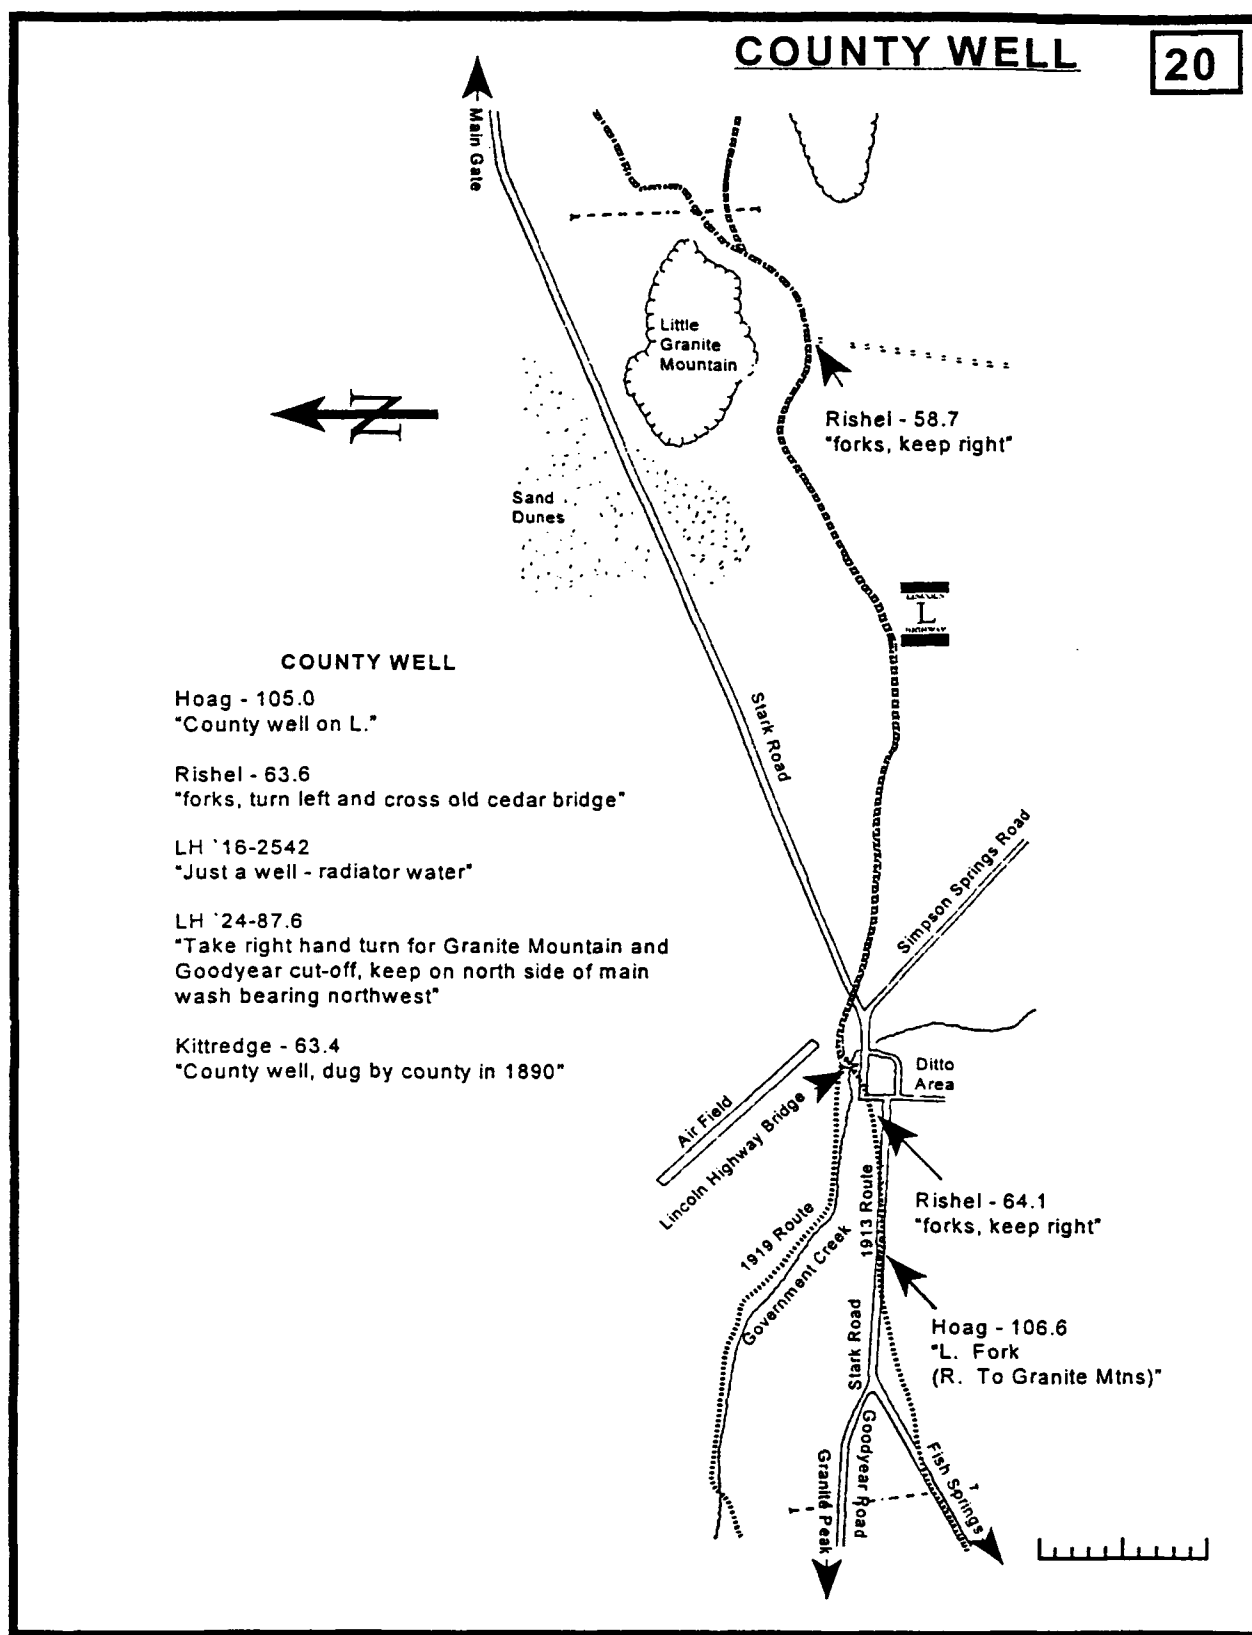 COUNTY WELL
20
Main Gate
Little
Granite
Mountain
N
Rishel - 58.7
"forks, keep right"
Sand
Dunes
LINCOLN
L
HIGHWAY
COUNTY WELL
Hoag - 105.0
"County well on L."
Rishel - 63.6
"forks, turn left and cross old cedar bridge"
LH `16-2542
"Just a well - radiator water"
LH `24-87.6
"Take right hand turn for Granite Mountain and
Goodyear cut-off, keep on north side of main
wash bearing northwest"
Kittredge - 63.4
"County well, dug by county in 1890"
Stark Road
Simpson Springs Road
Ditto
Area
Air Field
Lincoln Highway Bridge
Rishel - 64.1
"forks, keep right"
1919 Route
Government Creek
1913 Route
Stark Road
Hoag - 106.6
"L. Fork
(R. To Granite Mtns)"
Goodyear Road
Granite Peak
Fish Springs